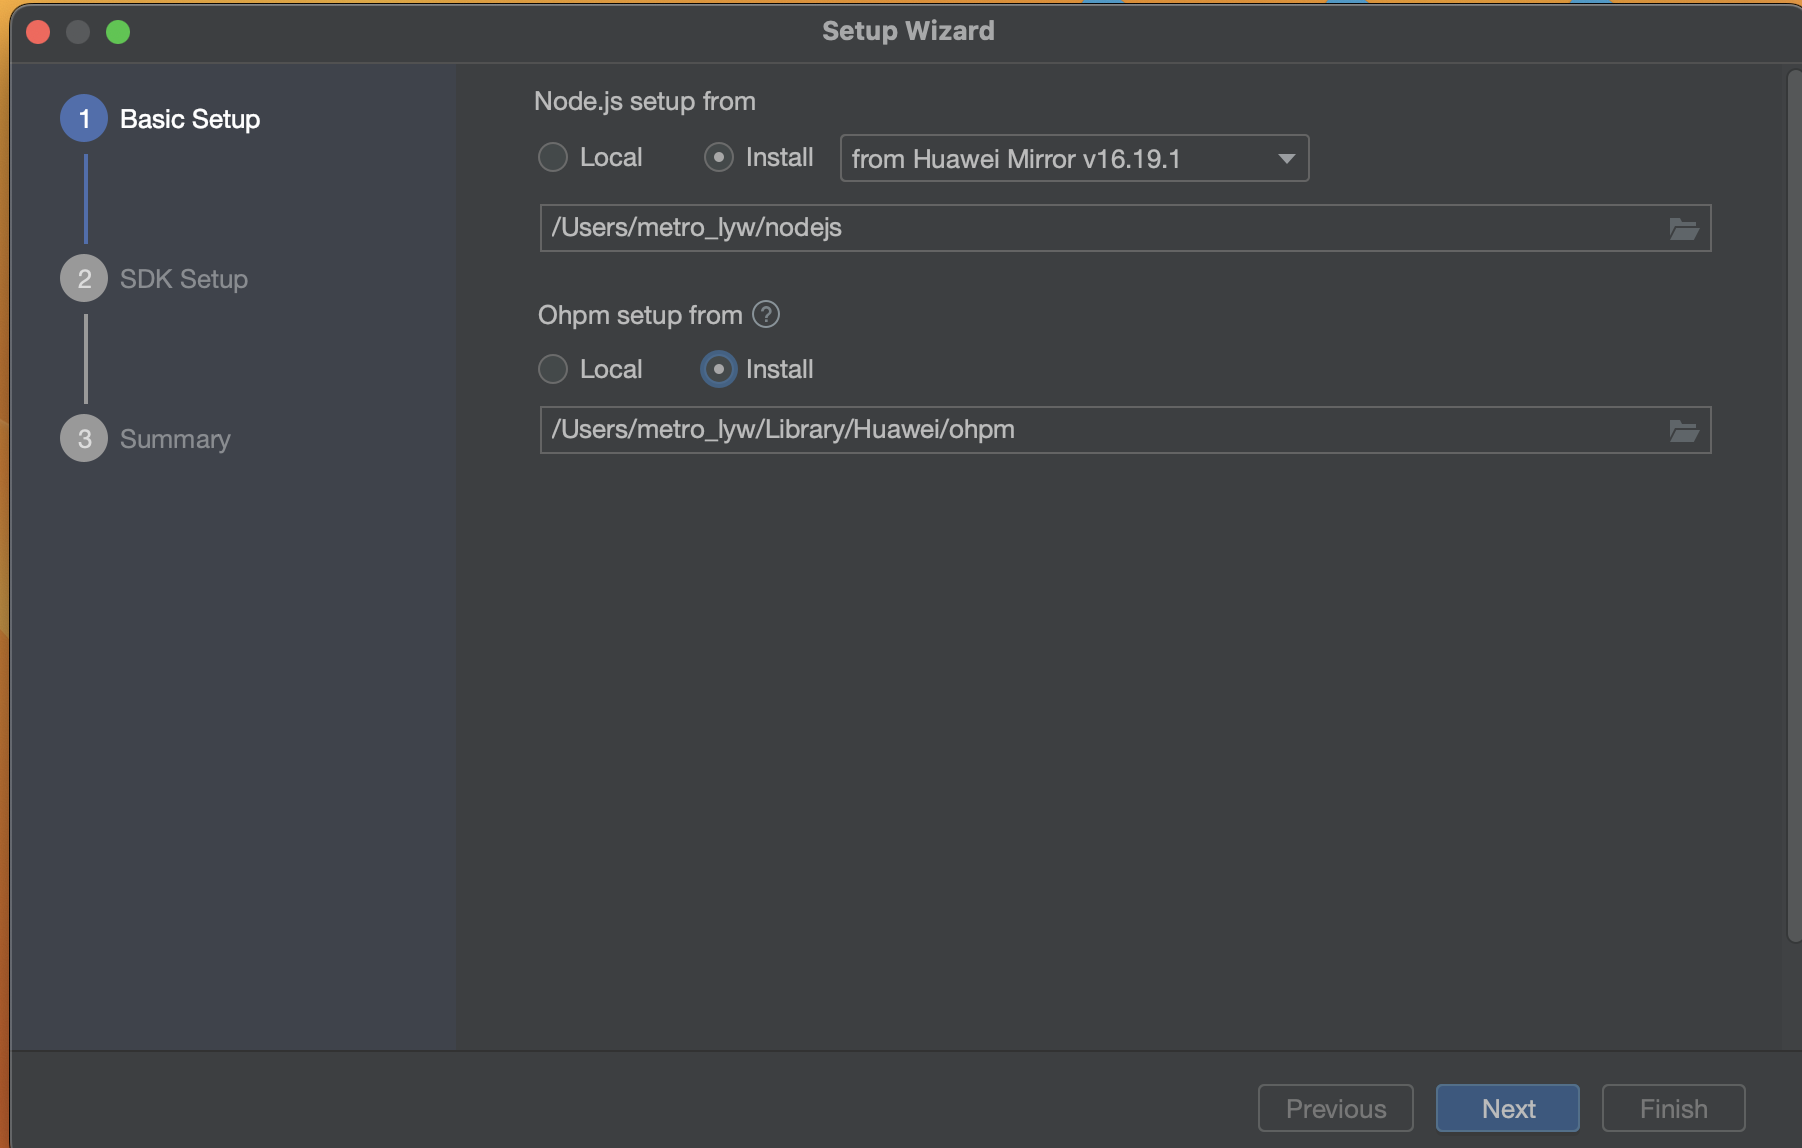 Setup Wizard
1 Basic Setup
2 SDK Setup
3 Summary
Node.js setup from
Local Install from Huawei Mirror v16.19.1
/Users/metro_lyw/nodejs
Ohpm setup from ?
Local Install
/Users/metro_lyw/Library/Huawei/ohpm
Previous Next Finish